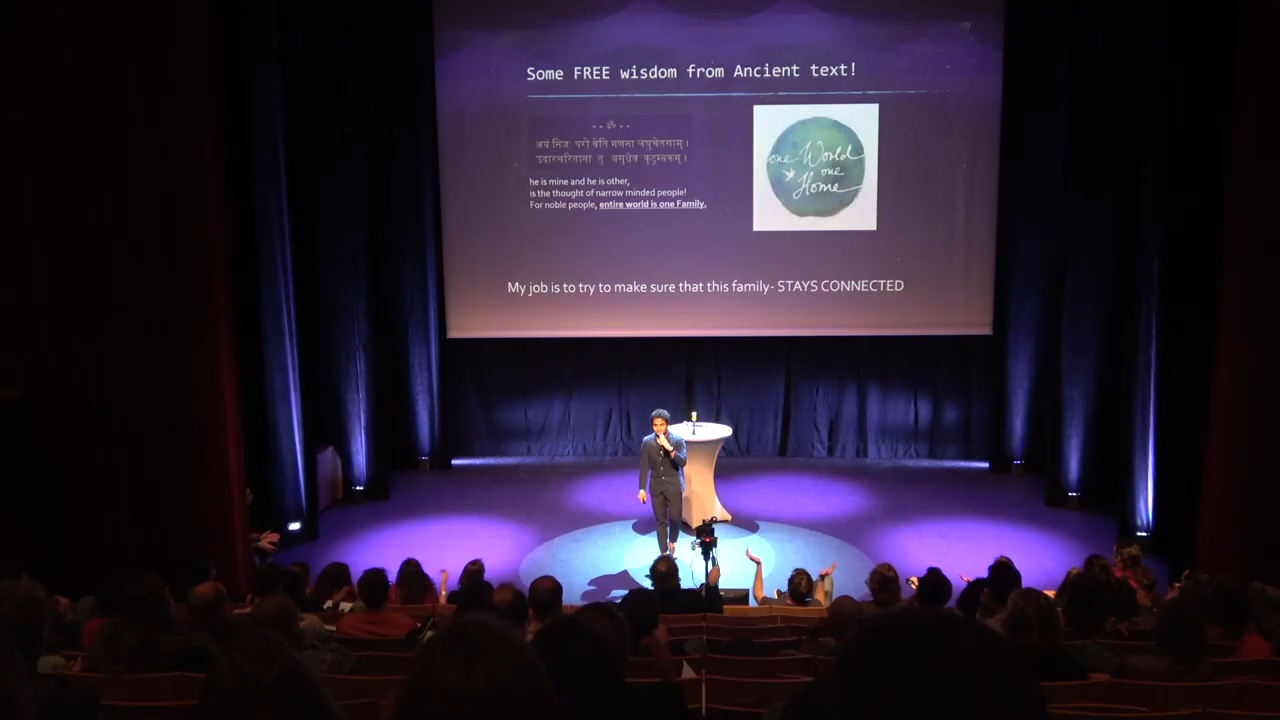 Some FREE wisdom from Ancient text!
- - ॐ - -
अयं निजः परो वेति गणना लघुचेतसाम् ।
उदारचरितानां तु वसुधैव कुटुम्बकम् ।
he is mine and he is other,
is the thought of narrow minded people!
For noble people, entire world is one Family.
one World
one
Home
My job is to try to make sure that this family- STAYS CONNECTED